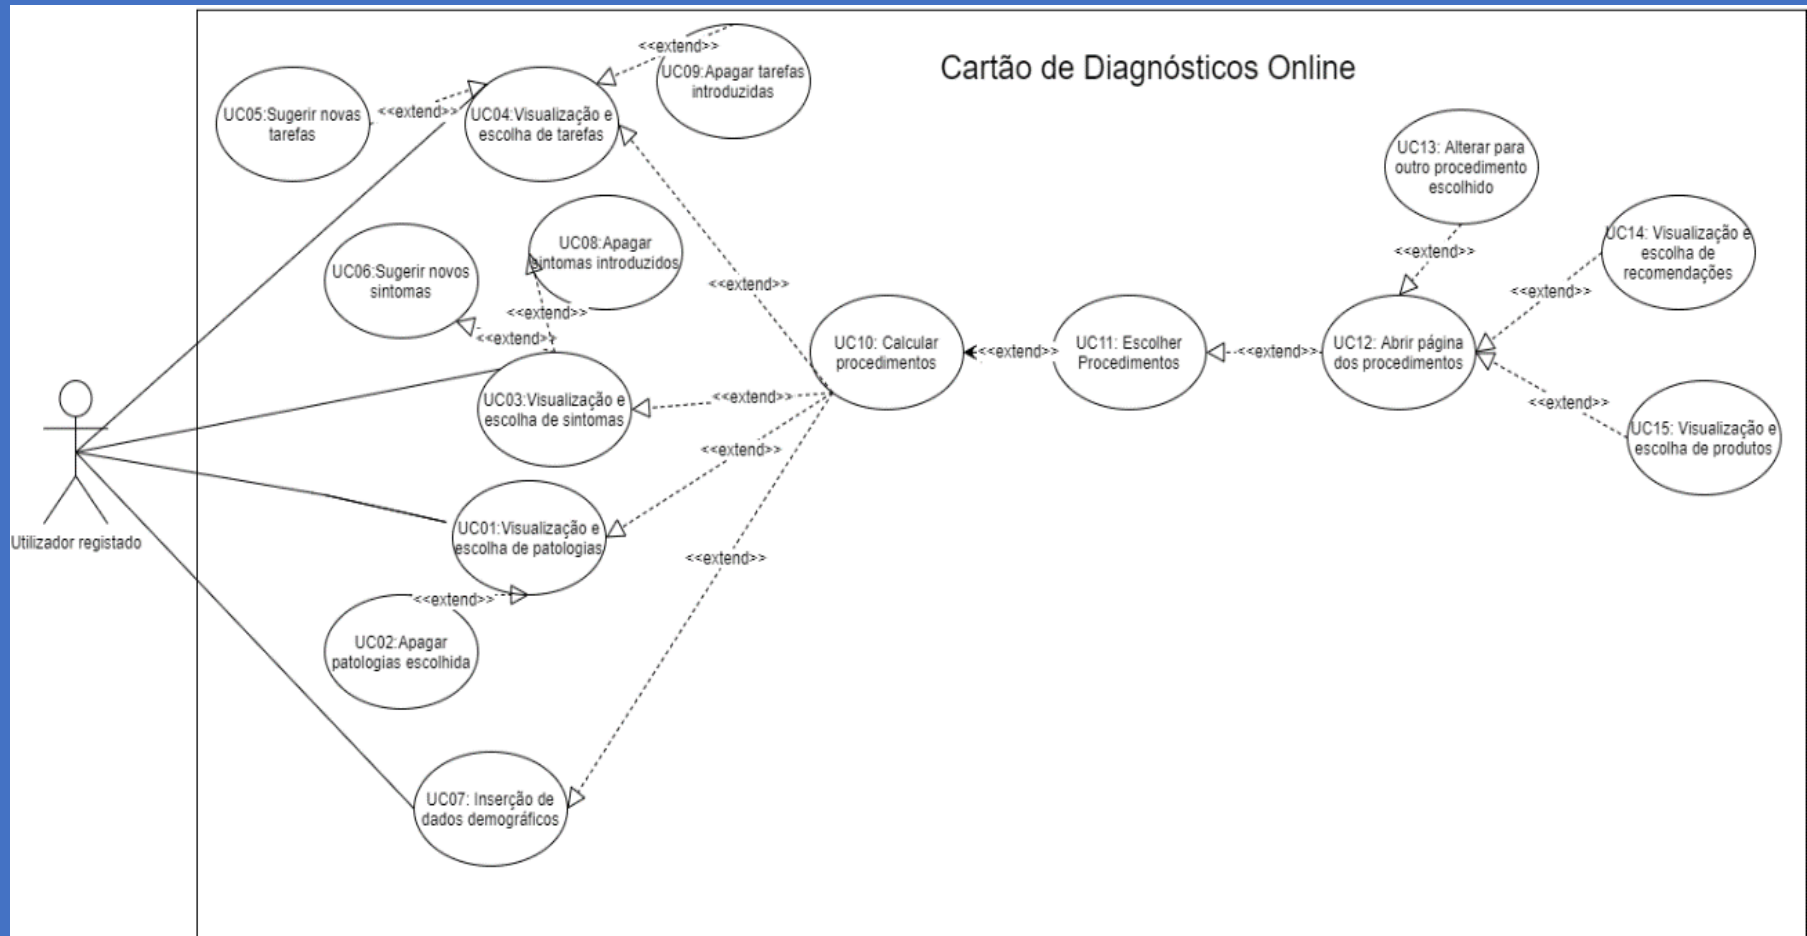 Cartão de Diagnósticos Online
<<extend>>
UC09:Apagar tarefas
introduzidas
UC05:Sugerir novas
tarefas
<<extend>>
UC04:Visualização e
escolha de tarefas
UC13: Alterar para
outro procedimento
escolhido
UC08:Apagar
sintomas introduzidos
UC06:Sugerir novos
sintomas
<<extend>>
<<extend>>
<<extend>>
<<extend>>
UC14: Visualização e
escolha de
recomendações
<<extend>>
UC10: Calcular
procedimentos
<<extend>>
UC11: Escolher
Procedimentos
<<extend>>
UC12: Abrir página
dos procedimentos
UC03:Visualização e
escolha de sintomas
<<extend>>
<<extend>>
<<extend>>
UC15: Visualização e
escolha de produtos
UC01:Visualização e
escolha de patologias
Utilizador registado
<<extend>>
<<extend>>
UC02:Apagar
patologias escolhida
UC07: Inserção de
dados demográficos